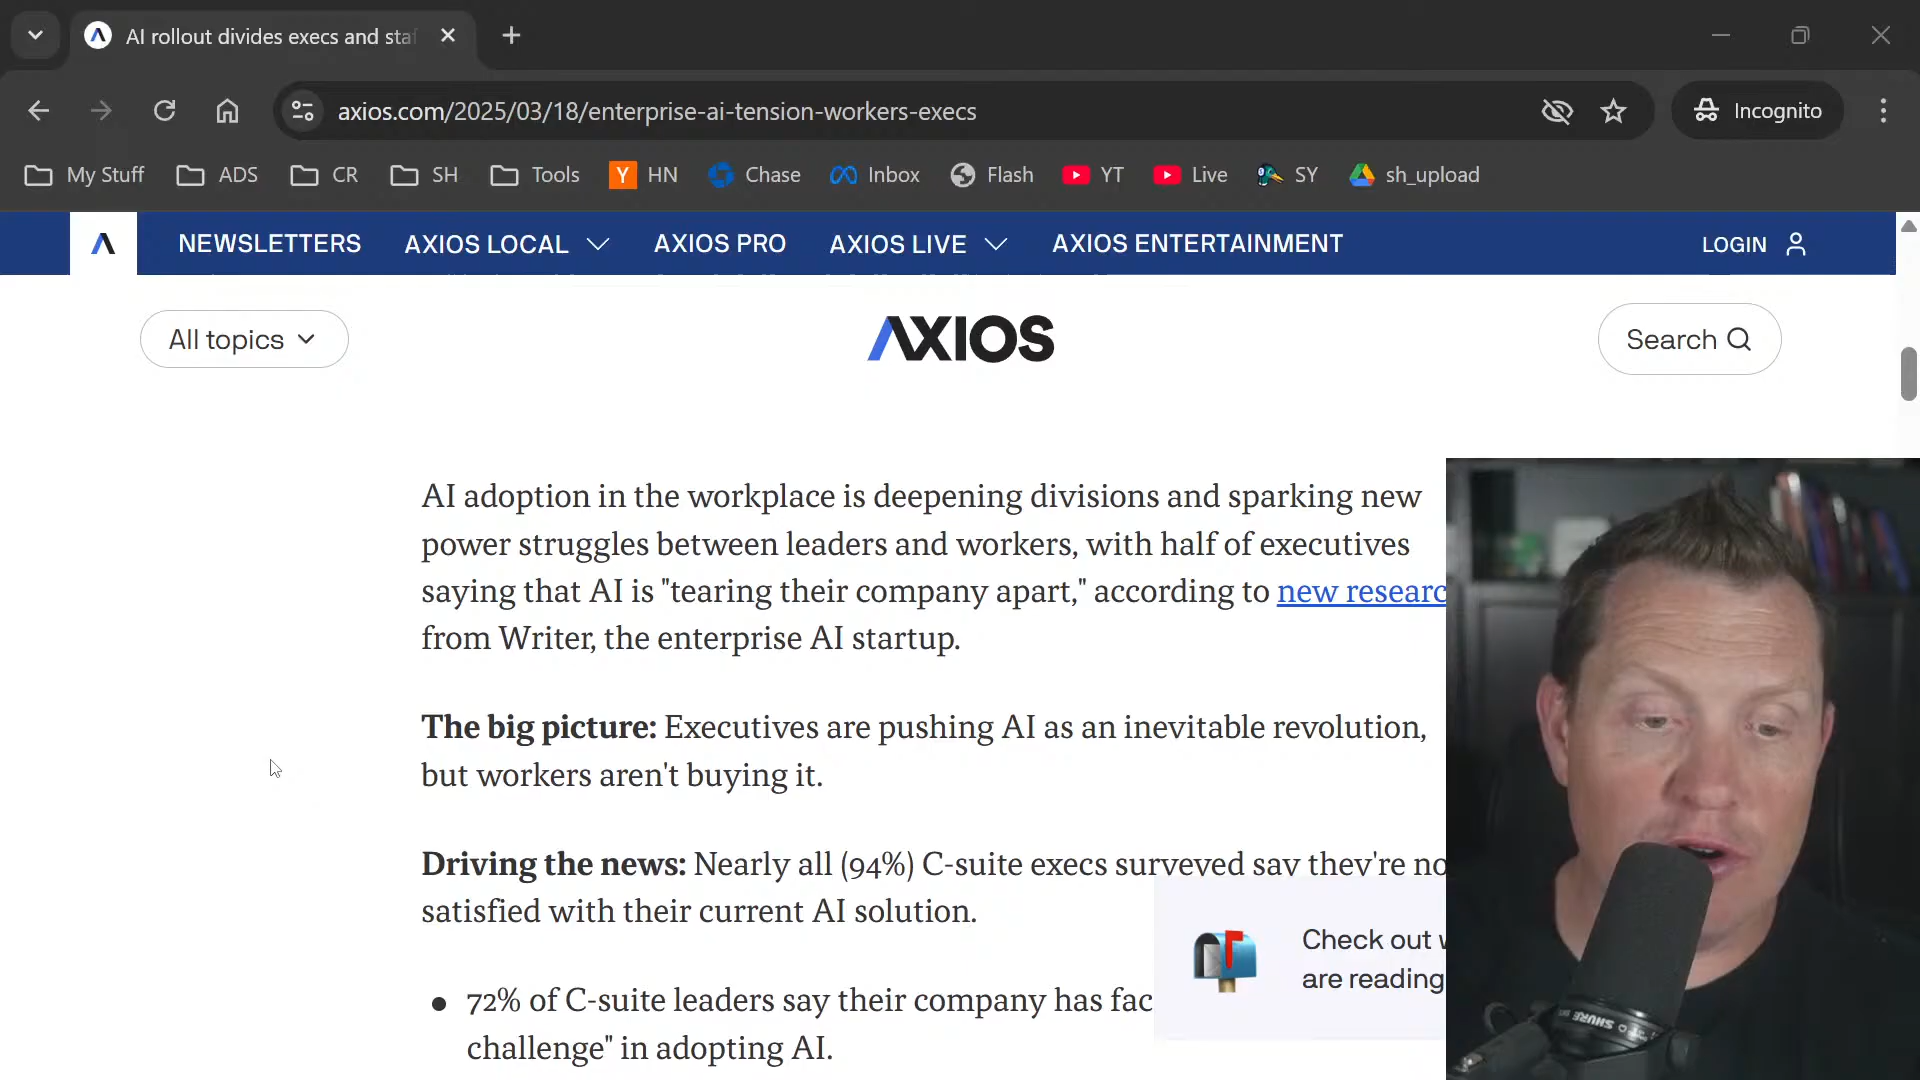 AI rollout divides execs and sta
axios.com/2025/03/18/enterprise-ai-tension-workers-execs
Incognito
My Stuff ADS CR SH Tools HN Chase Inbox Flash YT Live SY sh_upload
NEWSLETTERS AXIOS LOCAL AXIOS PRO AXIOS LIVE AXIOS ENTERTAINMENT LOGIN
All topics AXIOS Search
AI adoption in the workplace is deepening divisions and sparking new
power struggles between leaders and workers, with half of executives
saying that AI is "tearing their company apart," according to new researc
from Writer, the enterprise AI startup.
The big picture: Executives are pushing AI as an inevitable revolution,
but workers aren't buying it.
Driving the news: Nearly all (94%) C-suite execs surveyed say they're no
satisfied with their current AI solution.
Check out
are reading
72% of C-suite leaders say their company has fac
challenge" in adopting AI.
SHURE